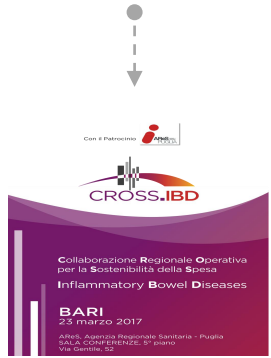 Con il Patrocinio
AReS
PUGLIA
CROSS.IBD
Collaborazione Regionale Operativa
per la Sostenibilità della Spesa
Inflammatory Bowel Diseases
BARI
23 marzo 2017
AReS, Agenzia Regionale Sanitaria - Puglia
SALA CONFERENZE, 5° piano
Via Gentile, 52